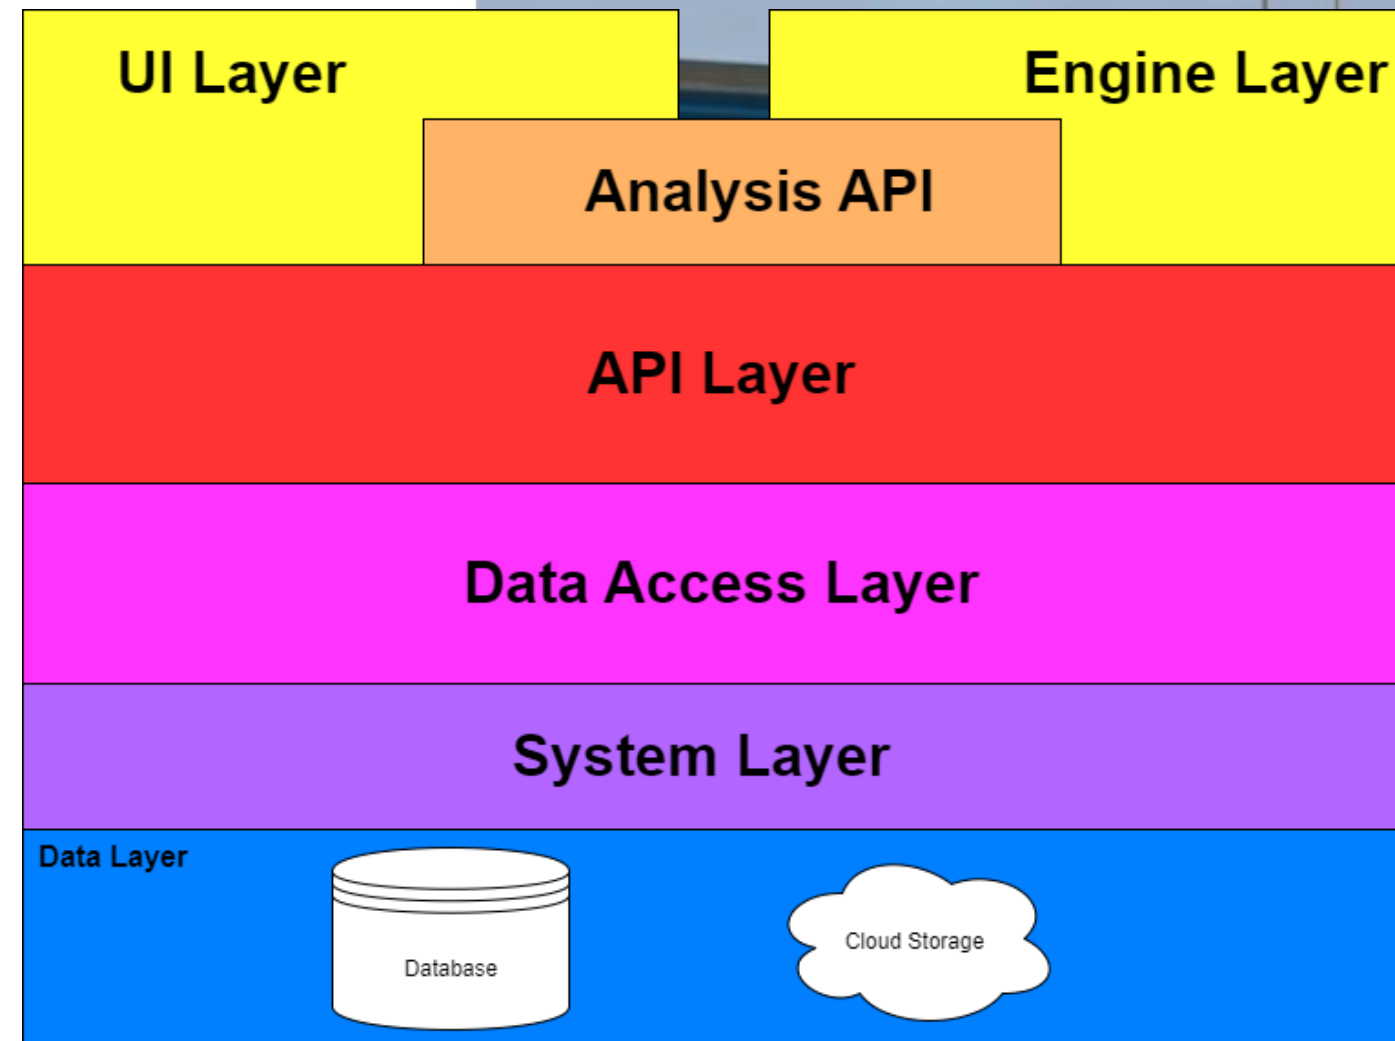 UI Layer
Engine Layer
Analysis API
API Layer
Data Access Layer
System Layer
Data Layer
Database
Cloud Storage